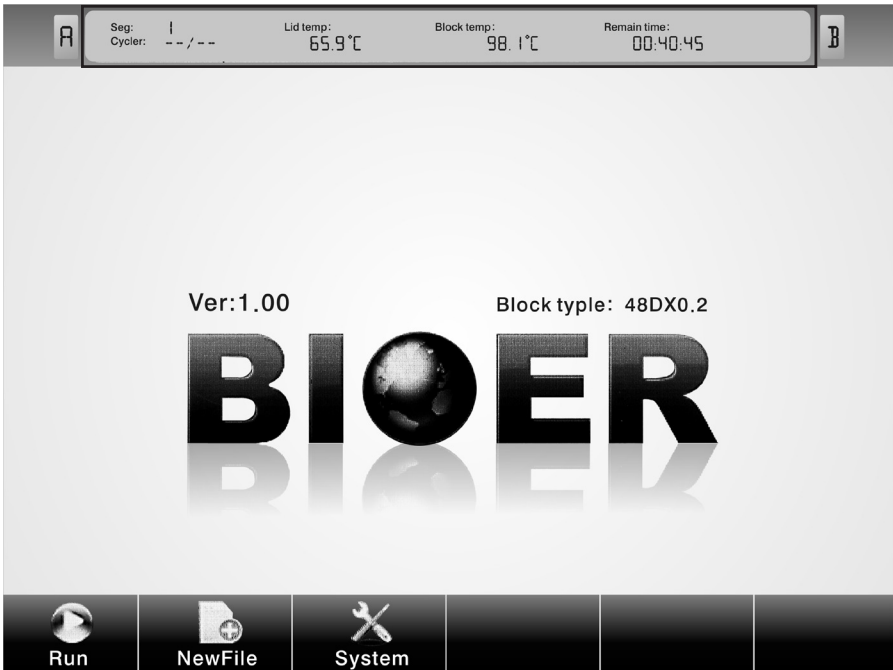 A
Seg: 1
Cycler: --/--
Lid temp:
65.9℃
Block temp:
98.1℃
Remain time:
00:40:45
B
Ver:1.00
Block typle: 48DX0.2
BIOER
Run
NewFile
System